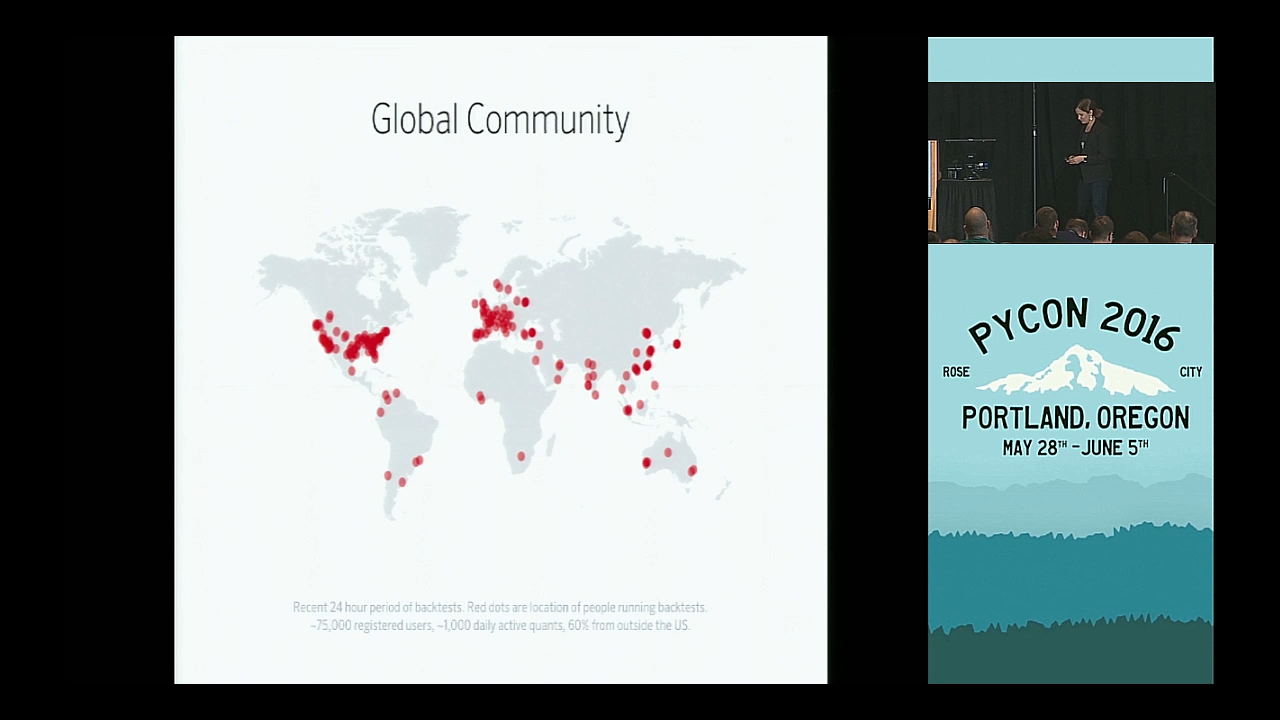 Global Community
Recent 24 hour period of backtests. Red dots are location of people running backtests.
~75,000 registered users, ~1,000 daily active quants, 60% from outside the US.
PYCON 2016
ROSE CITY
PORTLAND, OREGON
MAY 28TH - JUNE 5TH